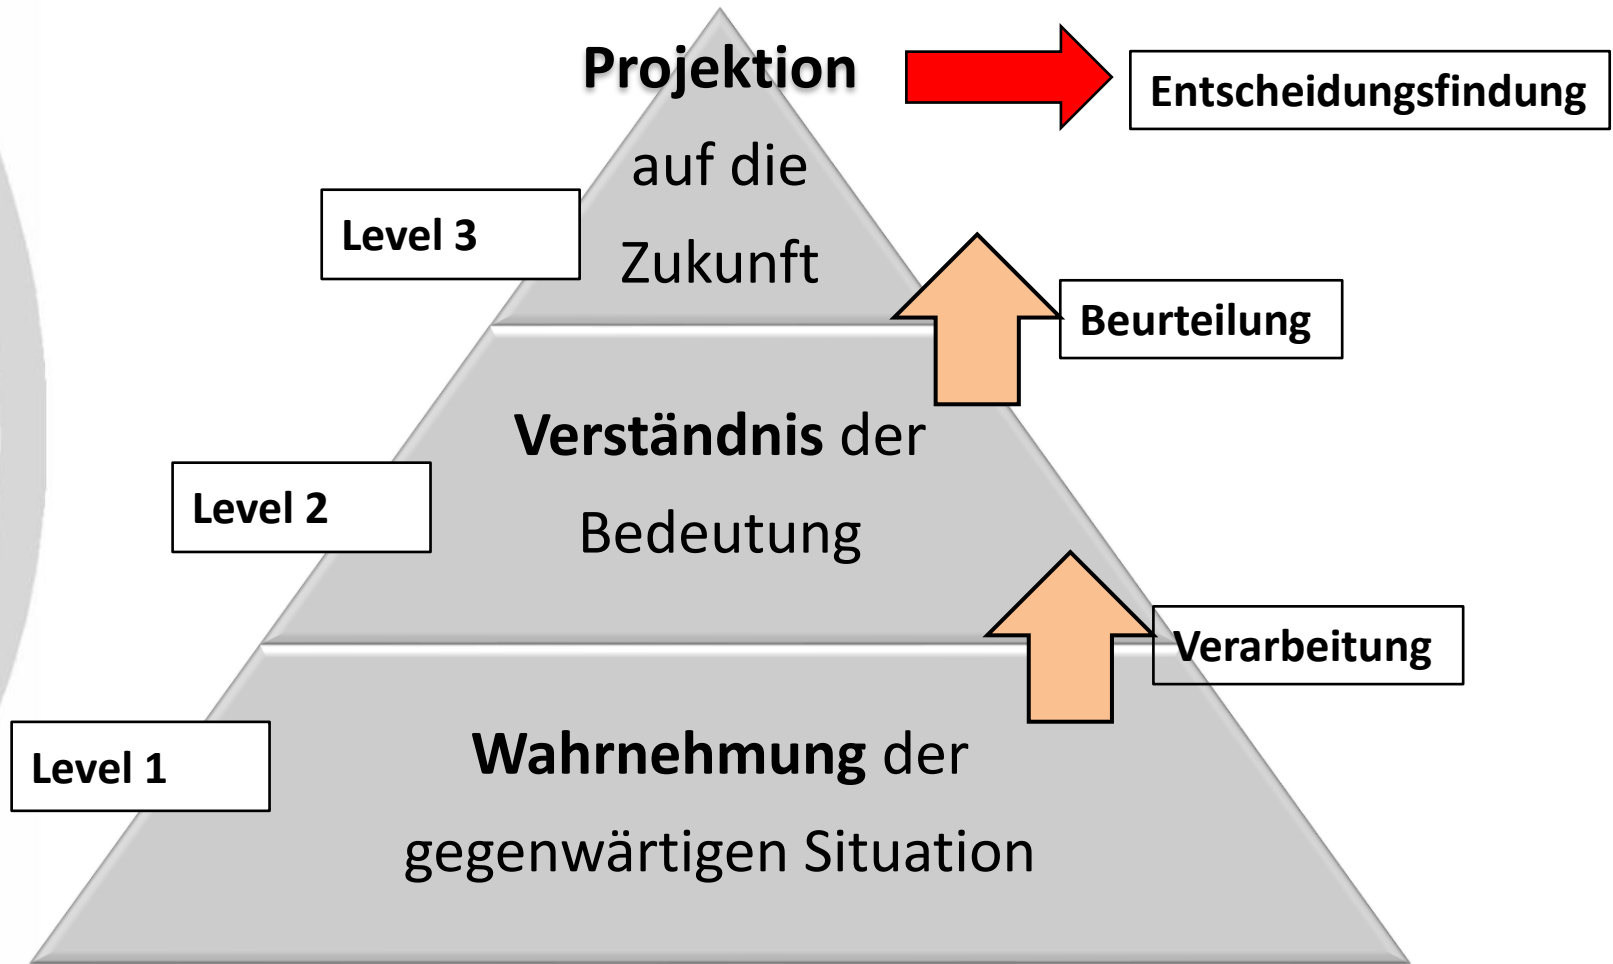 Projektion
auf die
Zukunft
Entscheidungsfindung
Level 3
Beurteilung
Verständnis der
Bedeutung
Level 2
Verarbeitung
Wahrnehmung der
gegenwärtigen Situation
Level 1